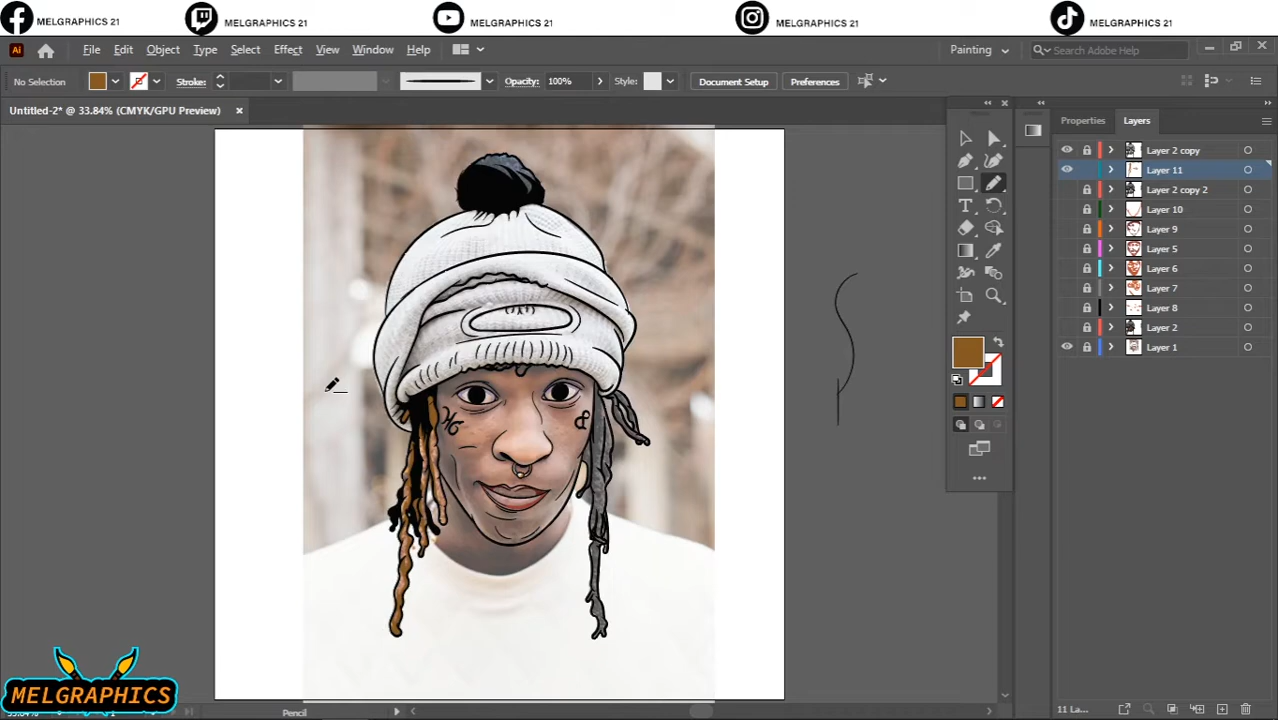 MELGRAPHICS 21
MELGRAPHICS 21
MELGRAPHICS 21
MELGRAPHICS 21
MELGRAPHICS 21
Ai File Edit Object Type Select Effect View Window Help Painting Search Adobe Help
No Selection Stroke: Opacity: 100% Style: Document Setup Preferences
Untitled-2* @ 33.84% (CMYK/GPU Preview)
Properties Layers
Layer 2 copy
Layer 11
Layer 2 copy 2
Layer 10
Layer 9
Layer 5
Layer 6
Layer 7
Layer 8
Layer 2
Layer 1
MELGRAPHICS
Pencil
11 La...